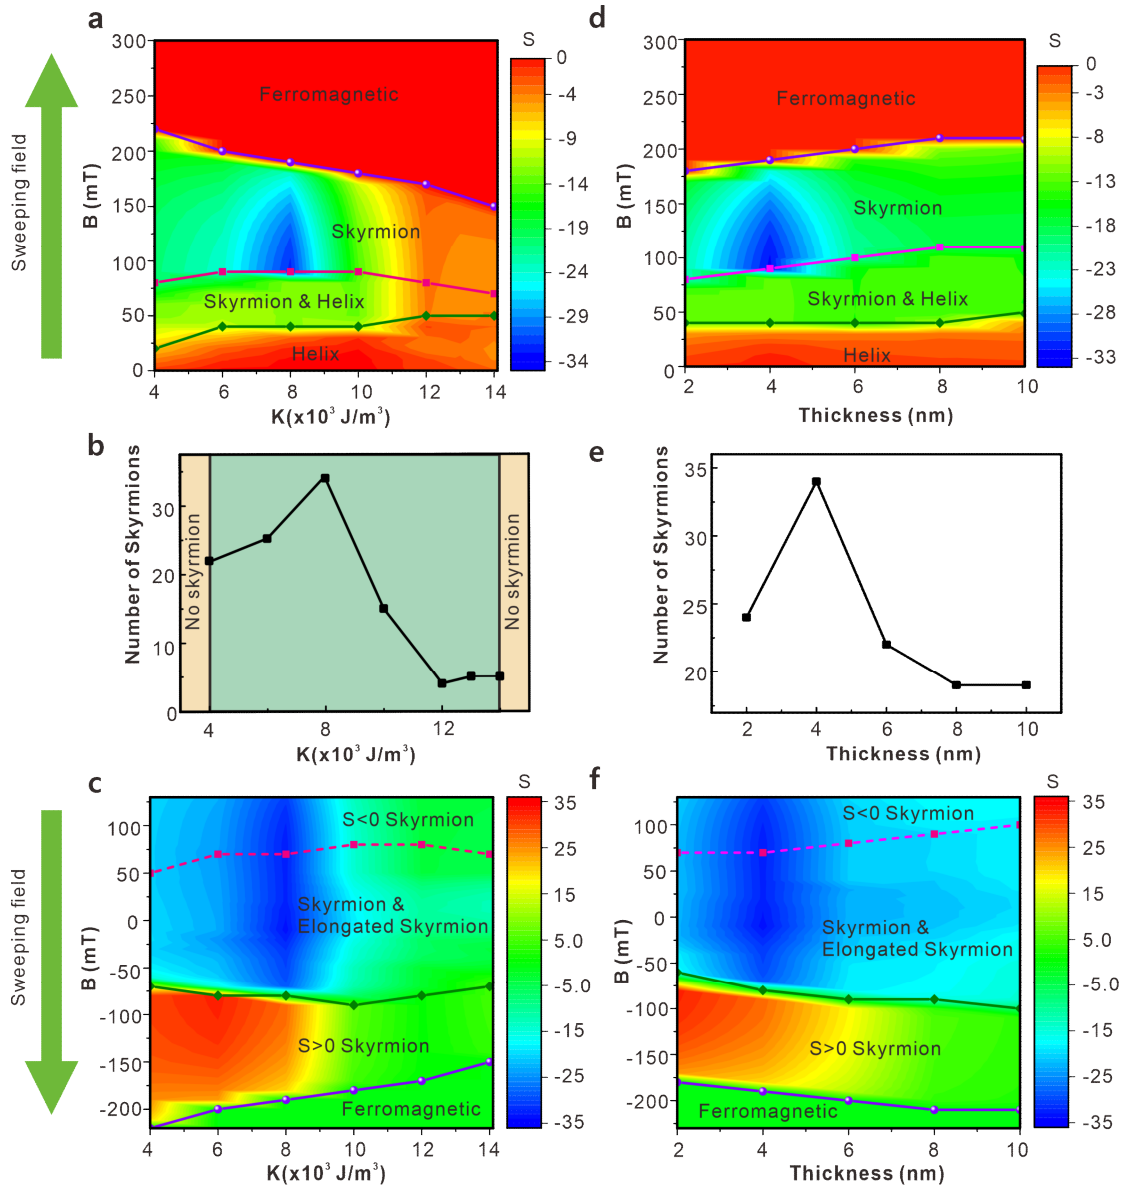 a
300
250
200
150
100
50
0
B (mT)
Sweeping field
Ferromagnetic
Skyrmion
Skyrmion & Helix
Helix
4
6
8
10
12
14
K(x10³ J/m³)
S
0
-4
-9
-14
-19
-24
-29
-34
d
300
250
200
150
100
50
0
B (mT)
Ferromagnetic
Skyrmion
Skyrmion & Helix
Helix
2
4
6
8
10
Thickness (nm)
S
0
-3
-8
-13
-18
-23
-28
-33
b
Number of Skyrmions
30
20
10
0
No skyrmion
No skyrmion
4
8
12
K(x10³ J/m³)
e
Number of Skyrmions
35
30
25
20
2
4
6
8
10
Thickness (nm)
c
Sweeping field
B (mT)
100
50
0
-50
-100
-150
-200
S<0 Skyrmion
Skyrmion &
Elongated Skyrmion
S>0 Skyrmion
Ferromagnetic
4
6
8
10
12
14
K(x10³ J/m³)
S
35
25
15
5.0
-5.0
-15
-25
-35
f
B (mT)
100
50
0
-50
-100
-150
-200
S<0 Skyrmion
Skyrmion &
Elongated Skyrmion
S>0 Skyrmion
Ferromagnetic
2
4
6
8
10
Thickness (nm)
S
35
25
15
5.0
-5.0
-15
-25
-35